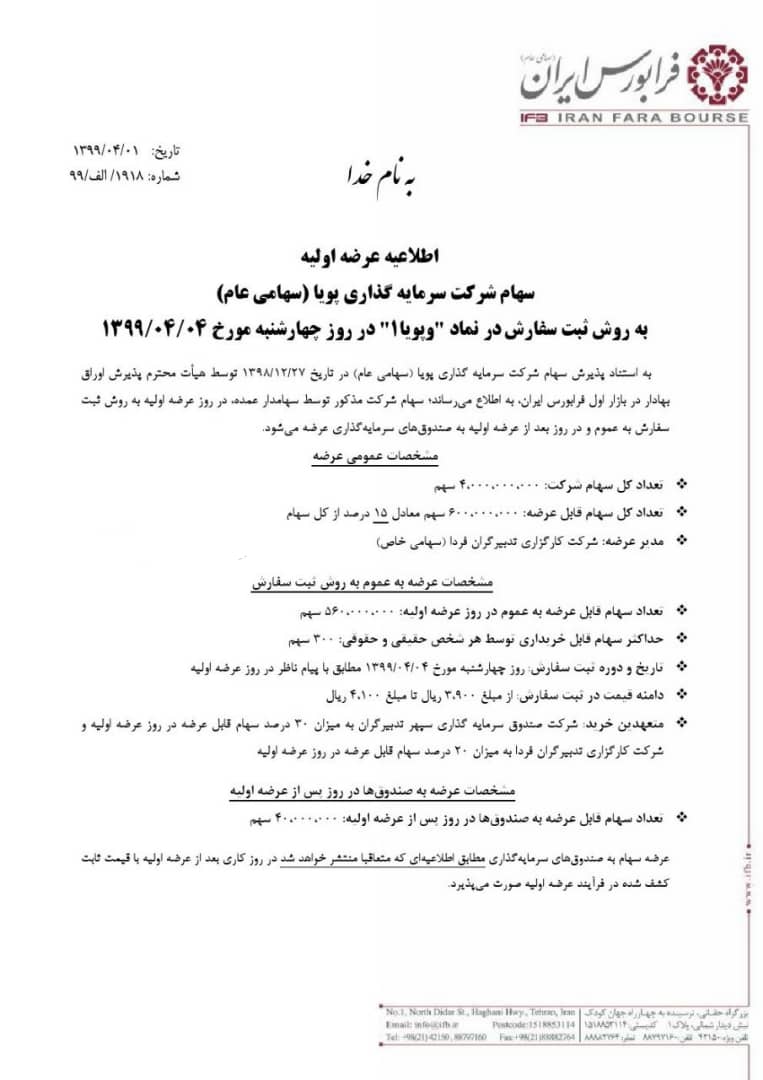 فرابورس ایران
(سهامی عام)
IFB IRAN FARA BOURSE
تاریخ: ۱۳۹۹/۰۴/۰۱
شماره: ۱۹۱۸/ الف/۹۹
به نام خدا
اطلاعیه عرضه اولیه
سهام شرکت سرمایه گذاری پویا (سهامی عام)
به روش ثبت سفارش در نماد "وپویا۱" در روز چهارشنبه مورخ ۱۳۹۹/۰۴/۰۴
به استناد پذیرش سهام شرکت سرمایه گذاری پویا (سهامی عام) در تاریخ ۱۳۹۸/۱۲/۲۷ توسط هیأت محترم پذیرش اوراق
بهادار در بازار اول فرابورس ایران، به اطلاع می‌رساند؛ سهام شرکت مذکور توسط سهامدار عمده، در روز عرضه اولیه به روش ثبت
سفارش به عموم و در روز بعد از عرضه اولیه به صندوق‌های سرمایه‌گذاری عرضه می‌شود.
مشخصات عمومی عرضه
❖ تعداد کل سهام شرکت: ۴،۰۰۰،۰۰۰،۰۰۰ سهم
❖ تعداد کل سهام قابل عرضه: ۶۰۰،۰۰۰،۰۰۰ سهم معادل ۱۵ درصد از کل سهام
❖ مدیر عرضه: شرکت کارگزاری تدبیرگران فردا (سهامی خاص)
مشخصات عرضه به عموم به روش ثبت سفارش
❖ تعداد سهام قابل عرضه به عموم در روز عرضه اولیه: ۵۶۰،۰۰۰،۰۰۰ سهم
❖ حداکثر سهام قابل خریداری توسط هر شخص حقیقی و حقوقی: ۳۰۰ سهم
❖ تاریخ و دوره ثبت سفارش: روز چهارشنبه مورخ ۱۳۹۹/۰۴/۰۴ مطابق با پیام ناظر در روز عرضه اولیه
❖ دامنه قیمت در ثبت سفارش: از مبلغ ۳،۹۰۰ ریال تا مبلغ ۴،۱۰۰ ریال
❖ متعهدین خرید: شرکت صندوق سرمایه گذاری سپهر تدبیرگران به میزان ۳۰ درصد سهام قابل عرضه در روز عرضه اولیه و
شرکت کارگزاری تدبیرگران فردا به میزان ۲۰ درصد سهام قابل عرضه در روز عرضه اولیه
مشخصات عرضه به صندوق‌ها در روز پس از عرضه اولیه
❖ تعداد سهام قابل عرضه به صندوق‌ها در روز پس از عرضه اولیه: ۴۰،۰۰۰،۰۰۰ سهم
عرضه سهام به صندوق‌های سرمایه‌گذاری مطابق اطلاعیه‌ای که متعاقبا منتشر خواهد شد در روز کاری بعد از عرضه اولیه با قیمت ثابت
کشف شده در فرآیند عرضه اولیه صورت می‌پذیرد.
www.ifb.ir
بزرگراه حقانی، نرسیده به چهارراه جهان کودک
نبش دیدار شمالی، پلاک۱ کدپستی: ۱۵۱۸۸۵۳۱۱۴
تلفن ویژه: ۴۲۱۵۰ تلفن: ۸۸۷۹۷۱۶۰ نمابر: ۸۸۸۸۲۷۶۴
No.1, North Didar St., Haghani Hwy., Tehran, Iran
Email: info@ifb.ir Postcode:1518853114
Tel: +98(21) 42150 , 88797160 Fax:+98(21)88882764